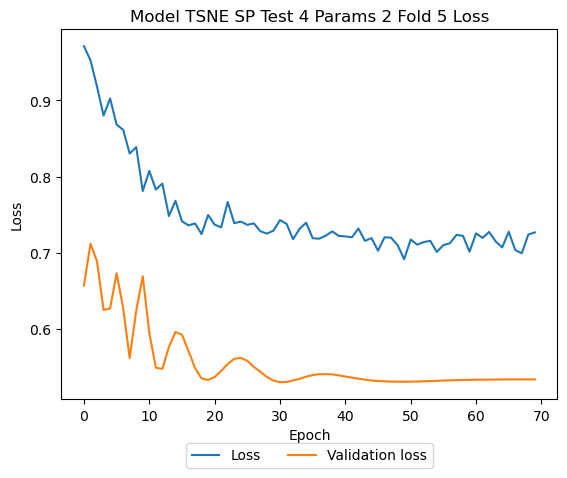 Model TSNE SP Test 4 Params 2 Fold 5 Loss
Loss
0.9
0.8
0.7
0.6
0 10 20 30 40 50 60 70
Epoch
Loss Validation loss